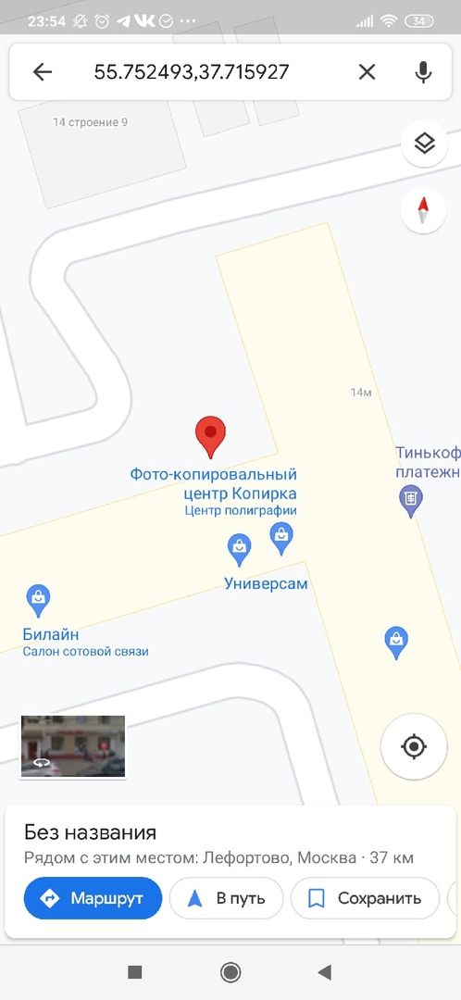 23:54
34
55.752493,37.715927
14 строение 9
14м
Тинькоф
платежн
Фото-копировальный
центр Копирка
Центр полиграфии
Универсам
Билайн
Салон сотовой связи
Без названия
Рядом с этим местом: Лефортово, Москва · 37 км
Маршрут
В путь
Сохранить